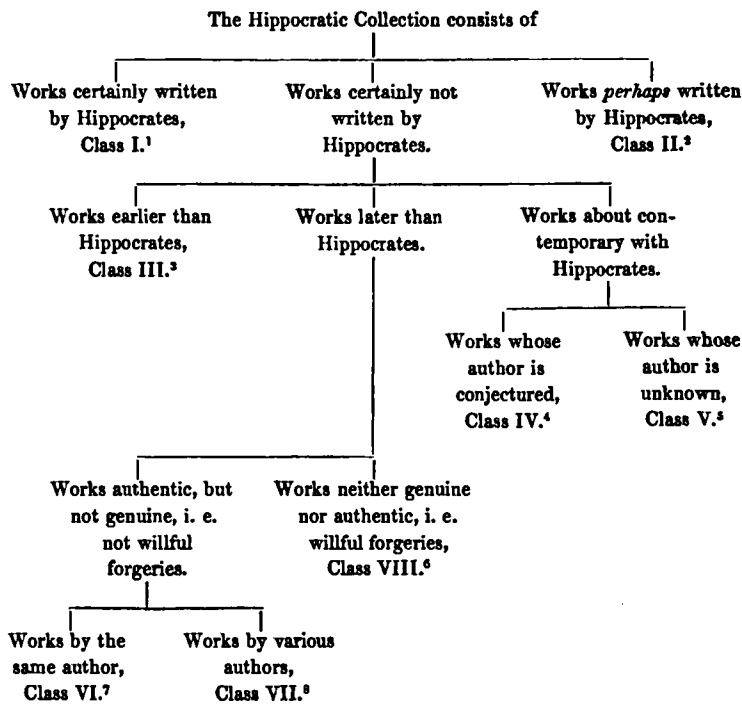 The Hippocratic Collection consists of
Works certainly written
by Hippocrates,
Class I.¹
Works certainly not
written by
Hippocrates.
Works perhaps written
by Hippocrates,
Class II.²
Works earlier than
Hippocrates,
Class III.³
Works later than
Hippocrates.
Works about con-
temporary with
Hippocrates.
Works whose
author is
conjectured,
Class IV.⁴
Works whose
author is
unknown,
Class V.⁵
Works authentic, but
not genuine, i. e.
not willful
forgeries.
Works neither genuine
nor authentic, i. e.
willful forgeries,
Class VIII.⁶
Works by the
same author,
Class VI.⁷
Works by various
authors,
Class VII.⁸